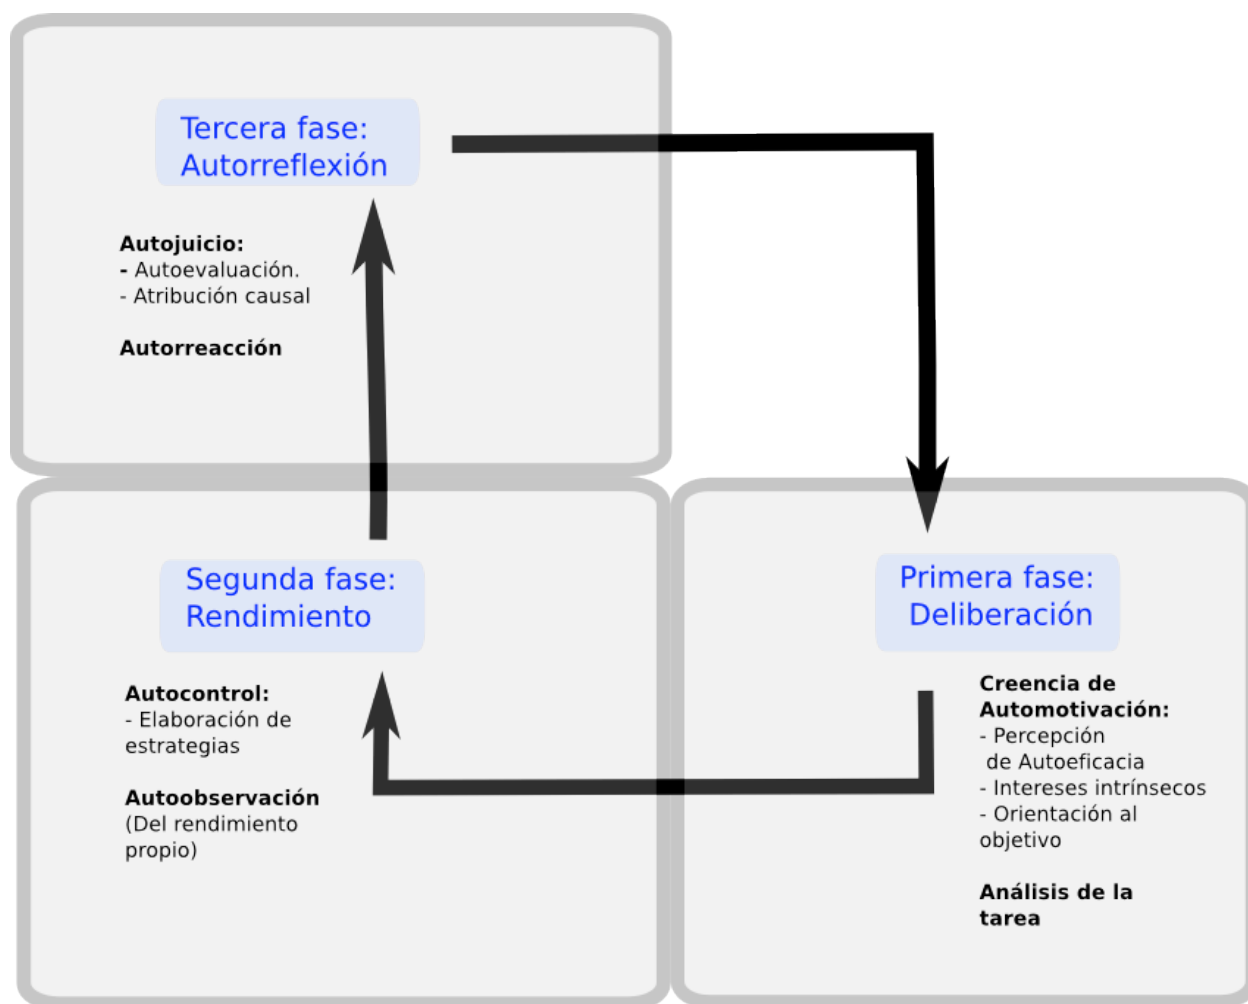 Tercera fase:
Autorreflexión
Autojuicio:
- Autoevaluación.
- Atribución causal
Autorreacción
Segunda fase:
Rendimiento
Autocontrol:
- Elaboración de
estrategias
Autoobservación
(Del rendimiento
propio)
Primera fase:
Deliberación
Creencia de
Automotivación:
- Percepción
de Autoeficacia
- Intereses intrínsecos
- Orientación al
objetivo
Análisis de la
tarea